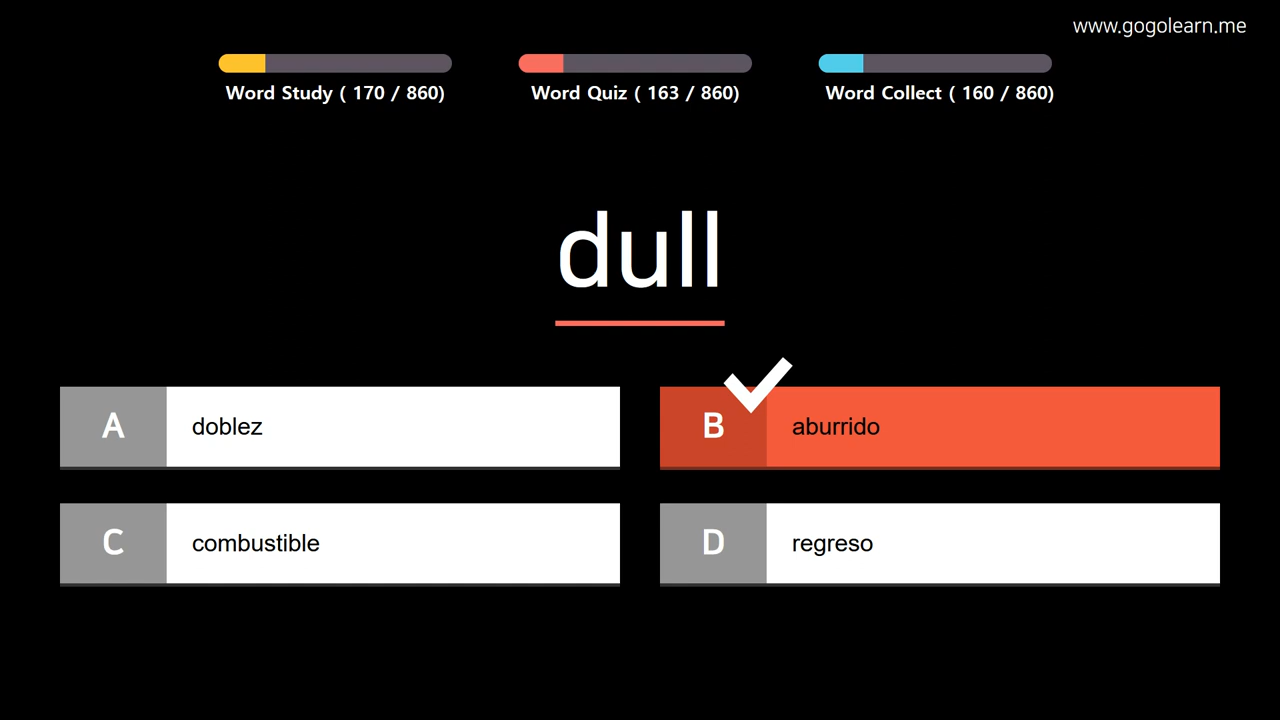 www.gogolearn.me
Word Study ( 170 / 860)
Word Quiz ( 163 / 860)
Word Collect ( 160 / 860)
dull
A doblez
B aburrido
C combustible
D regreso